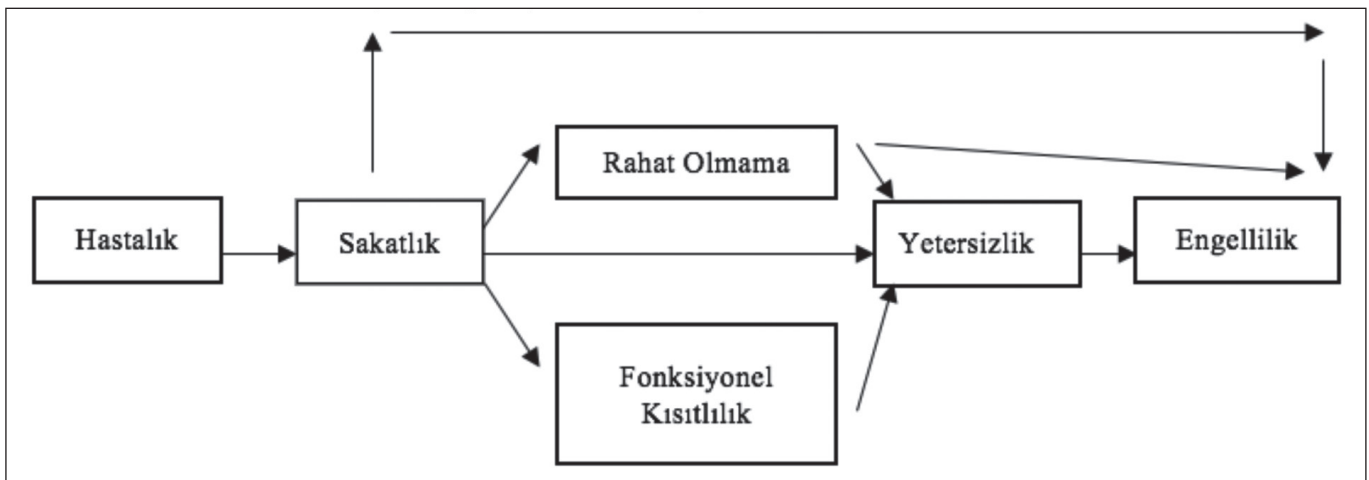 Rahat Olmama
Hastalık
Sakatlık
Yetersizlik
Engellilik
Fonksiyonel
Kısıtlılık